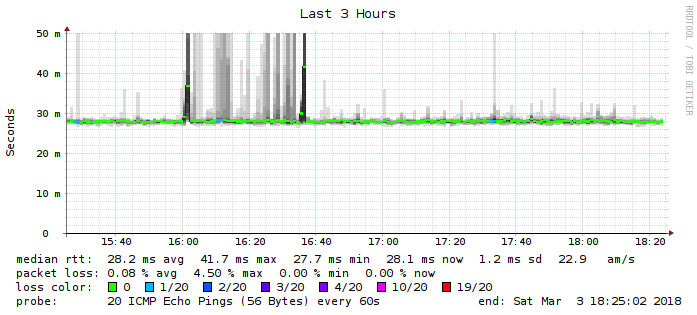 Last 3 Hours
RRDTOOL / TOBI OETIKER
Seconds
50 m
40 m
30 m
20 m
10 m
0
15:40 16:00 16:20 16:40 17:00 17:20 17:40 18:00 18:20
median rtt: 28.2 ms avg 41.7 ms max 27.7 ms min 28.1 ms now 1.2 ms sd 22.9 am/s
packet loss: 0.08 % avg 4.50 % max 0.00 % min 0.00 % now
loss color: 0 1/20 2/20 3/20 4/20 10/20 19/20
probe: 20 ICMP Echo Pings (56 Bytes) every 60s end: Sat Mar 3 18:25:02 2018